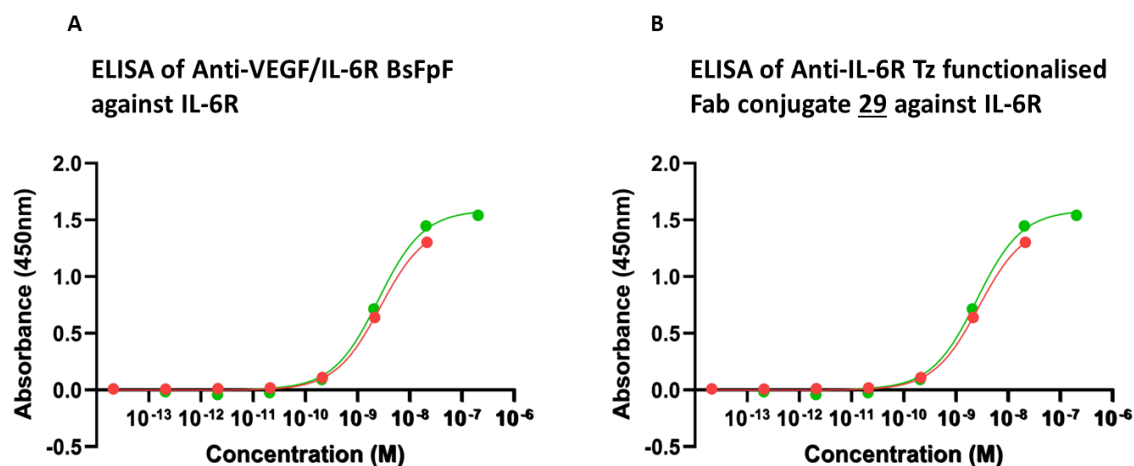 A
ELISA of Anti-VEGF/IL-6R BsFpF
against IL-6R
2.0
1.5
1.0
0.5
0.0
-0.5
Absorbance (450nm)
10-13 10-12 10-11 10-10 10-9 10-8 10-7 10-6
Concentration (M)
B
ELISA of Anti-IL-6R Tz functionalised
Fab conjugate 29 against IL-6R
2.0
1.5
1.0
0.5
0.0
-0.5
Absorbance (450nm)
10-13 10-12 10-11 10-10 10-9 10-8 10-7 10-6
Concentration (M)